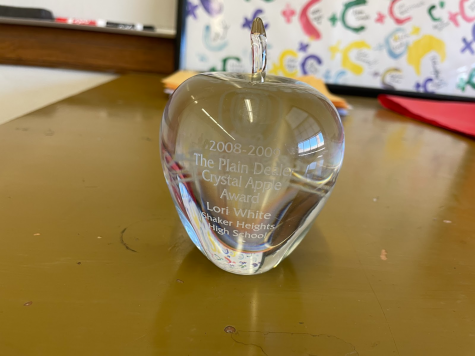 2008-200
The Plain Deale
Crystal Apple
Award
Lori White
Shaker Heights
High School